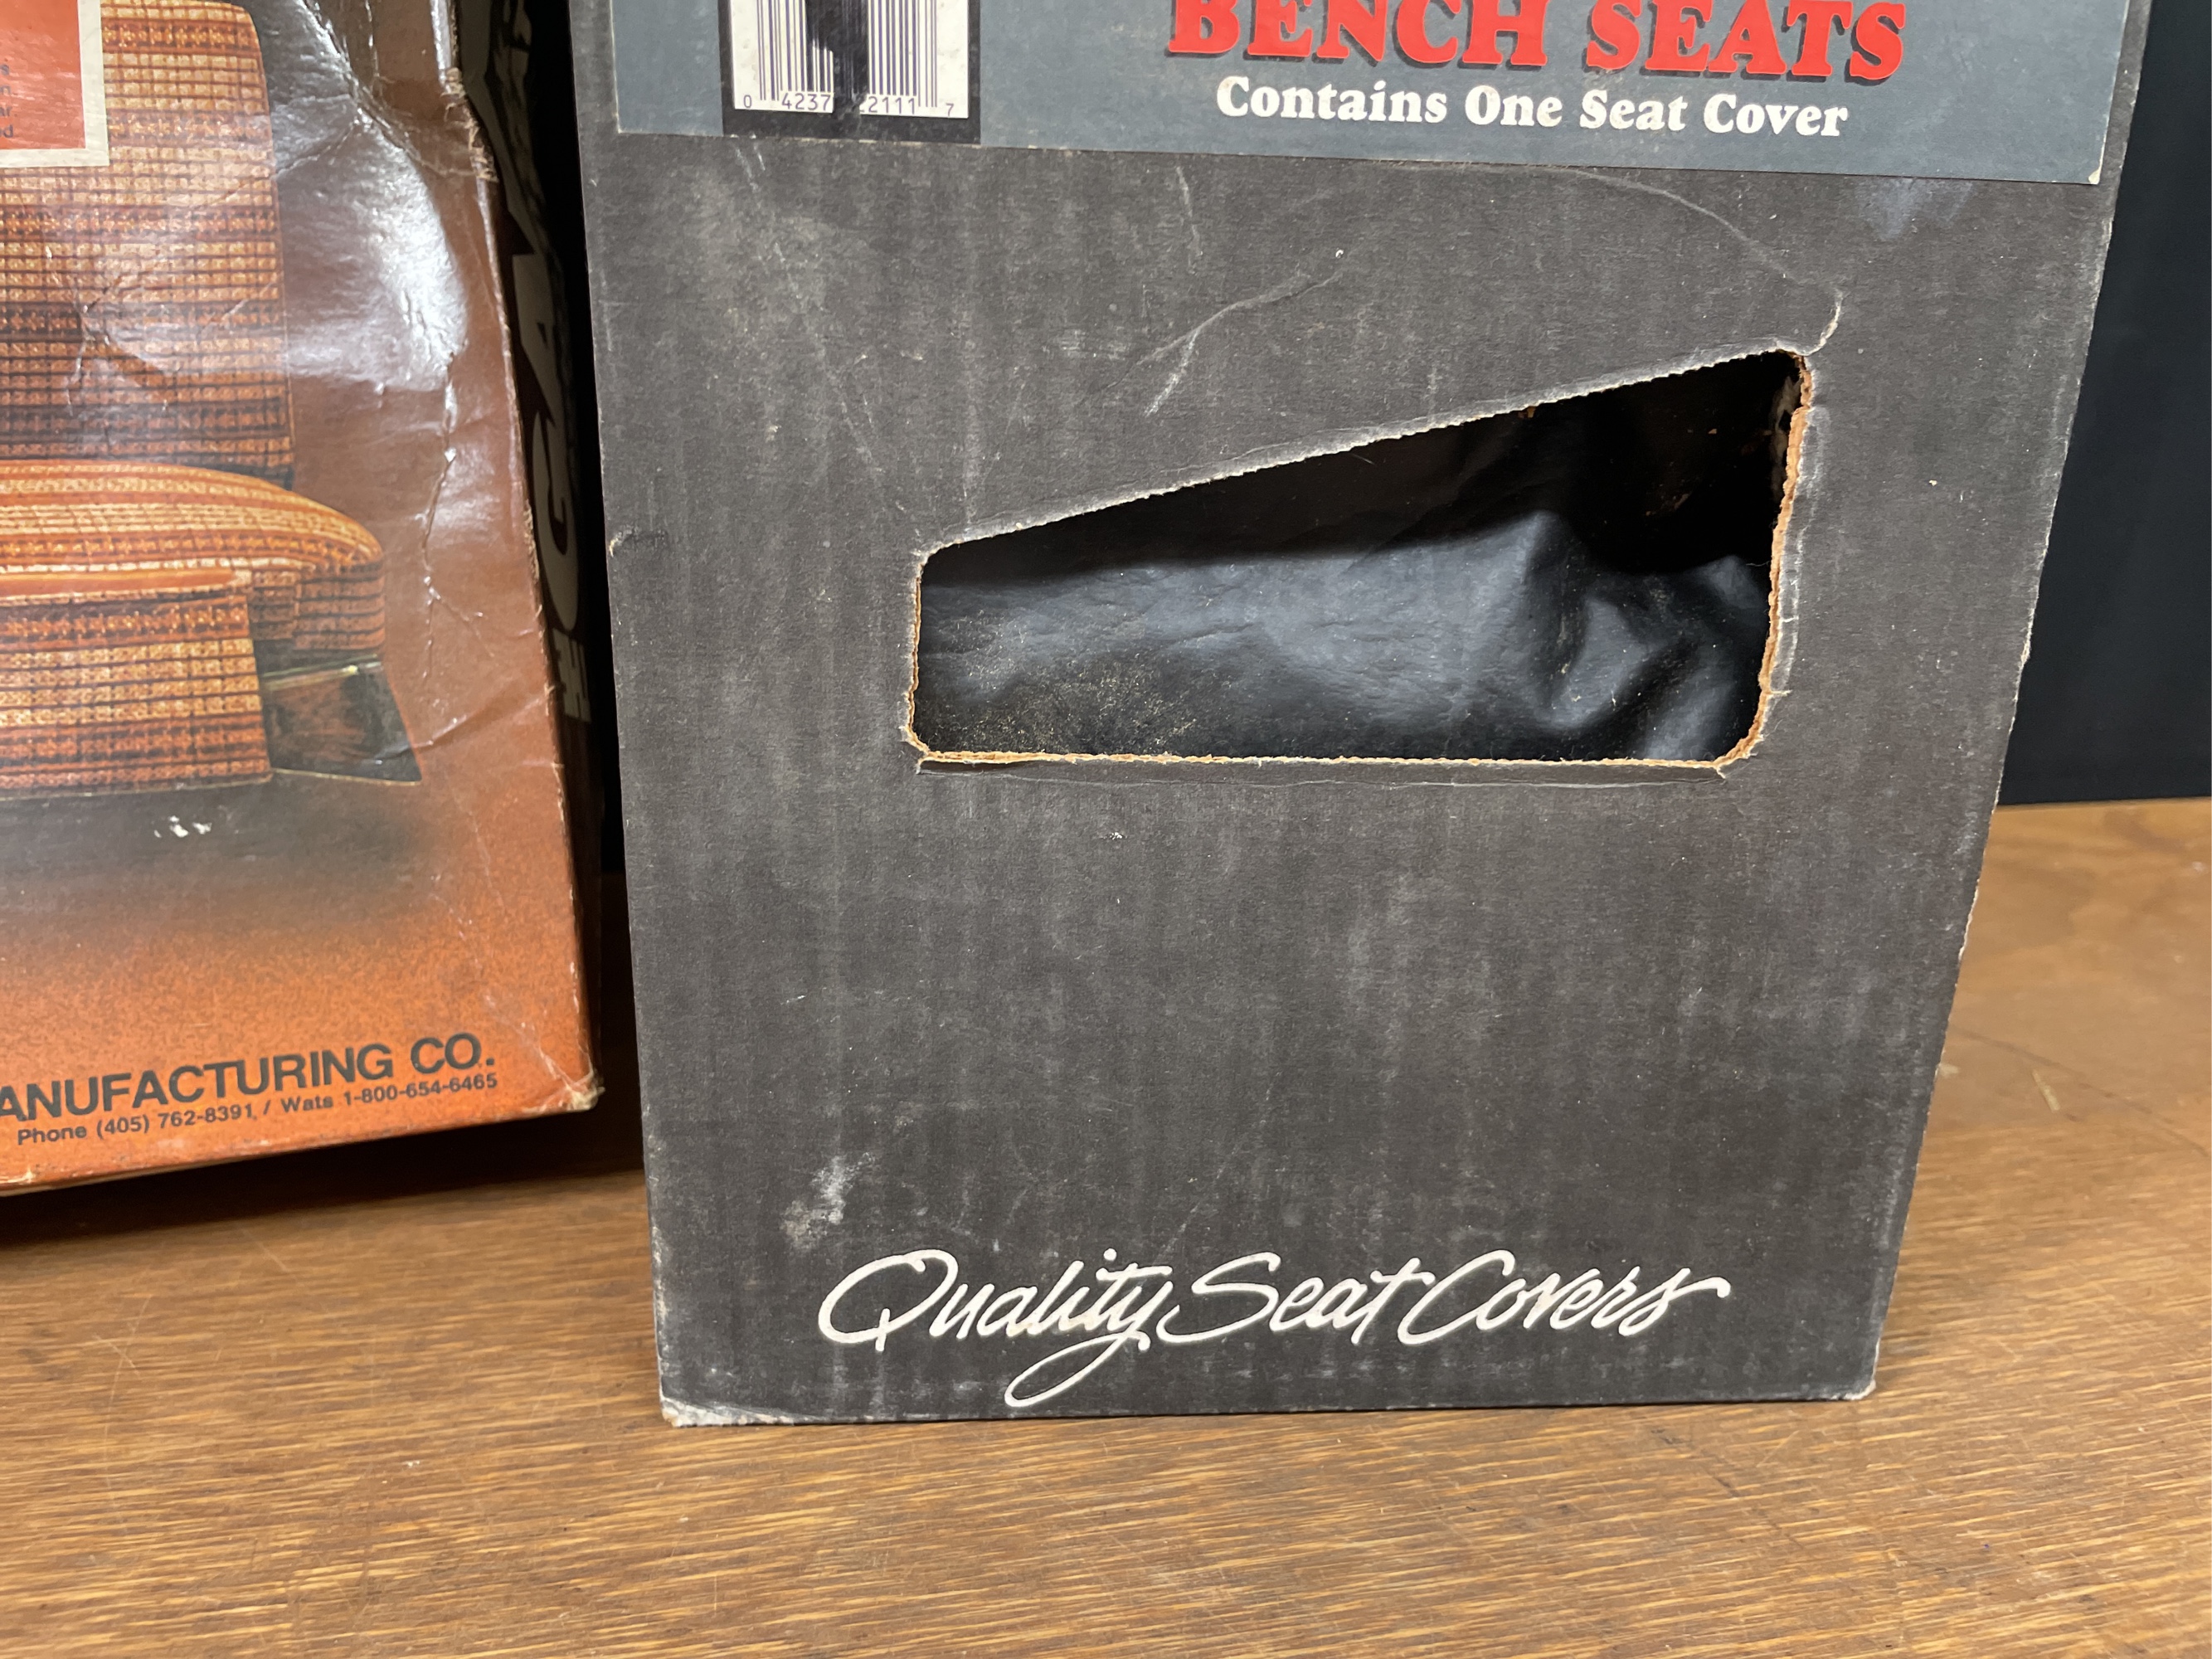 ANUFACTURING CO.
Phone (405) 762-8391 / Wats 1-800-654-6465
BENCH SEATS
Contains One Seat Cover
0 4237 22111 7
Quality Seat Covers